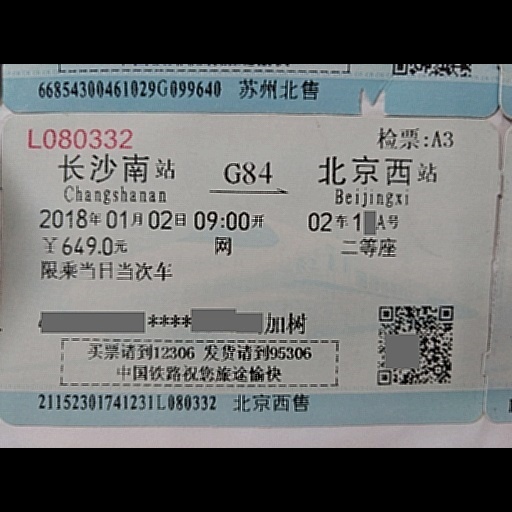 66854300461029G099640 苏州北售
L080332 检票:A3
长沙南站 G84 北京西站
Changshanan Beijingxi
2018年01月02日09:00开 02车1A号
￥649.0元 网 二等座
限乘当日当次车
****加树
买票请到12306 发货请到95306
中国铁路祝您旅途愉快
21152301741231L080332 北京西售